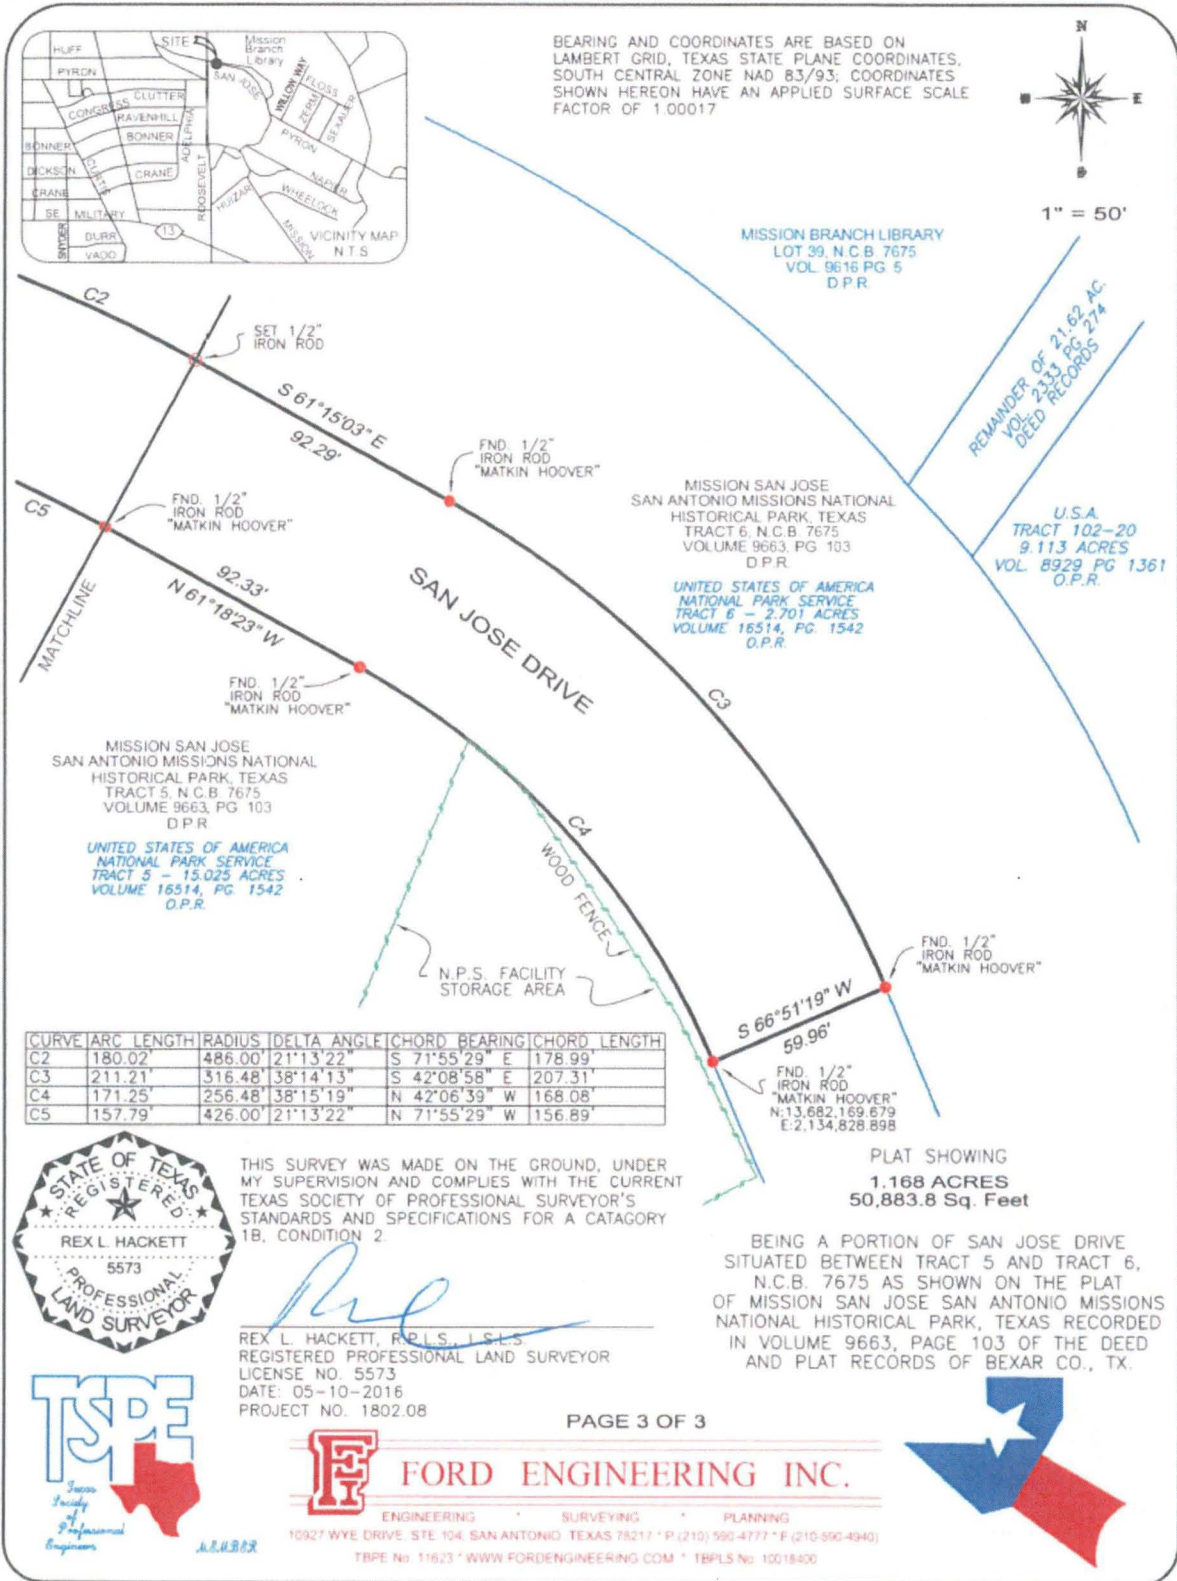 HUFF
PYRON
SITE
Mission
Branch
Library
SAN JOSE
WILLOW WAY
FLOSS
ZERM
SEXAUER
CLUTTER
CONGRESS
RAVENHILL
BONNER
ADELPHIA
BONNER
PYRON
DICKSON
CURTIS
CRANE
CRANE
ROOSEVELT
NAPIER
WHEELOCK
HUIZAR
MISSION
SE MILITARY
13
SNYDER
DURR
VADO
VICINITY MAP
N T S
BEARING AND COORDINATES ARE BASED ON
LAMBERT GRID, TEXAS STATE PLANE COORDINATES,
SOUTH CENTRAL ZONE NAD 83/93; COORDINATES
SHOWN HEREON HAVE AN APPLIED SURFACE SCALE
FACTOR OF 1.00017
N
E
S
1" = 50'
MISSION BRANCH LIBRARY
LOT 39, N.C.B. 7675
VOL. 9616 PG 5
D.P.R.
REMAINDER OF 21.62 AC.
VOL. 2333 PG 274
DEED RECORDS
U.S.A.
TRACT 102-20
9.113 ACRES
VOL. 8929 PG 1361
O.P.R.
C2
SET 1/2"
IRON ROD
S 61°15'03" E
92.29'
FND. 1/2"
IRON ROD
"MATKIN HOOVER"
C5
FND. 1/2"
IRON ROD
"MATKIN HOOVER"
MATCHLINE
92.33'
N 61°18'23" W
SAN JOSE DRIVE
MISSION SAN JOSE
SAN ANTONIO MISSIONS NATIONAL
HISTORICAL PARK, TEXAS
TRACT 6, N.C.B. 7675
VOLUME 9663, PG 103
D.P.R.
UNITED STATES OF AMERICA
NATIONAL PARK SERVICE
TRACT 6 - 2.701 ACRES
VOLUME 16514, PG. 1542
O.P.R.
FND. 1/2"
IRON ROD
"MATKIN HOOVER"
C3
MISSION SAN JOSE
SAN ANTONIO MISSIONS NATIONAL
HISTORICAL PARK, TEXAS
TRACT 5, N.C.B. 7675
VOLUME 9663, PG 103
D.P.R
UNITED STATES OF AMERICA
NATIONAL PARK SERVICE
TRACT 5 - 15.025 ACRES
VOLUME 16514, PG. 1542
O.P.R.
C4
WOOD FENCE
N.P.S. FACILITY
STORAGE AREA
FND. 1/2"
IRON ROD
"MATKIN HOOVER"
S 66°51'19" W
59.96'
FND. 1/2"
IRON ROD
"MATKIN HOOVER"
N:13,682,169.679
E:2,134,828.898
CURVE ARC LENGTH RADIUS DELTA ANGLE CHORD BEARING CHORD LENGTH
C2 180.02' 486.00' 21°13'22" S 71°55'29" E 178.99'
C3 211.21' 316.48' 38°14'13" S 42°08'58" E 207.31'
C4 171.25' 256.48' 38°15'19" N 42°06'39" W 168.08'
C5 157.79' 426.00' 21°13'22" N 71°55'29" W 156.89'
STATE OF TEXAS
REGISTERED
REX L. HACKETT
5573
PROFESSIONAL
LAND SURVEYOR
THIS SURVEY WAS MADE ON THE GROUND, UNDER
MY SUPERVISION AND COMPLIES WITH THE CURRENT
TEXAS SOCIETY OF PROFESSIONAL SURVEYOR'S
STANDARDS AND SPECIFICATIONS FOR A CATAGORY
1B, CONDITION 2.
REX L. HACKETT, R.P.L.S., L.S.L.S.
REGISTERED PROFESSIONAL LAND SURVEYOR
LICENSE NO. 5573
DATE: 05-10-2016
PROJECT NO. 1802.08
PLAT SHOWING
1.168 ACRES
50,883.8 Sq. Feet
BEING A PORTION OF SAN JOSE DRIVE
SITUATED BETWEEN TRACT 5 AND TRACT 6,
N.C.B. 7675 AS SHOWN ON THE PLAT
OF MISSION SAN JOSE SAN ANTONIO MISSIONS
NATIONAL HISTORICAL PARK, TEXAS RECORDED
IN VOLUME 9663, PAGE 103 OF THE DEED
AND PLAT RECORDS OF BEXAR CO., TX.
TSPE
Texas
Society
of
Professional
Engineers
MEMBER
PAGE 3 OF 3
FEI
FORD ENGINEERING INC.
ENGINEERING * SURVEYING * PLANNING
10927 WYE DRIVE, STE 104, SAN ANTONIO, TEXAS 78217 * P (210) 590-4777 * F (210-590-4940)
TBPE No. 11623 * WWW.FORDENGINEERING.COM * TBPLS No. 10018400